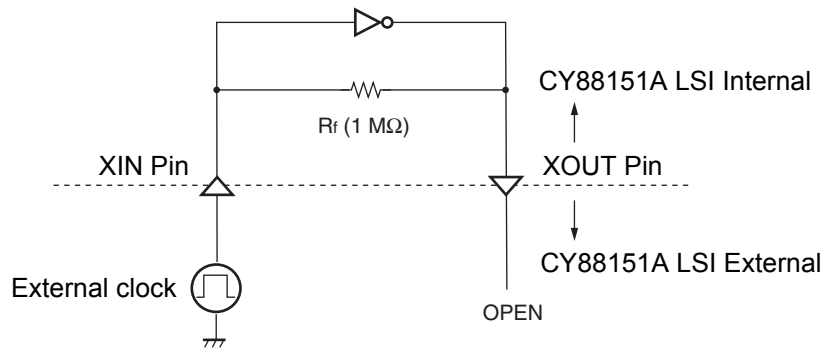 CY88151A LSI Internal
Rf (1 MΩ)
XIN Pin
XOUT Pin
CY88151A LSI External
External clock
OPEN